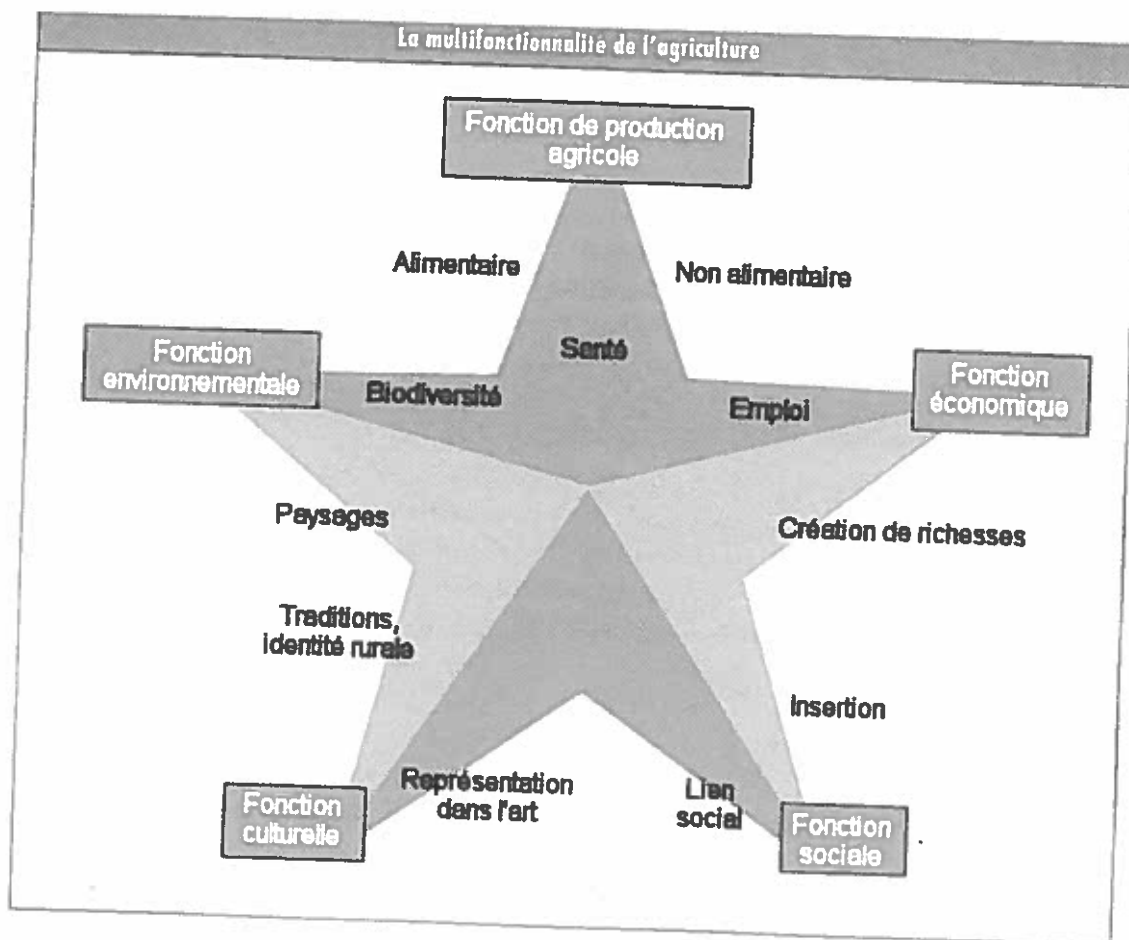 La multifonctionnalité de l'agriculture
Fonction de production
agricole
Alimentaire
Non alimentaire
Santé
Fonction
environnementale
Biodiversité
Emploi
Fonction
économique
Paysages
Création de richesses
Traditions,
identité rurale
Insertion
Représentation
dans l'art
Lien
social
Fonction
culturelle
Fonction
sociale